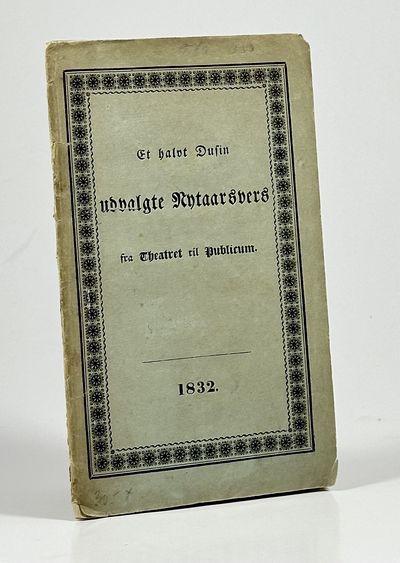 Et halvt Dusin
udvalgte Nytaarsvers
fra Theatret til Publicum.
1832.